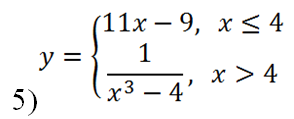 5) y = { 11x − 9, x ≤ 4
1/(x³ − 4), x > 4